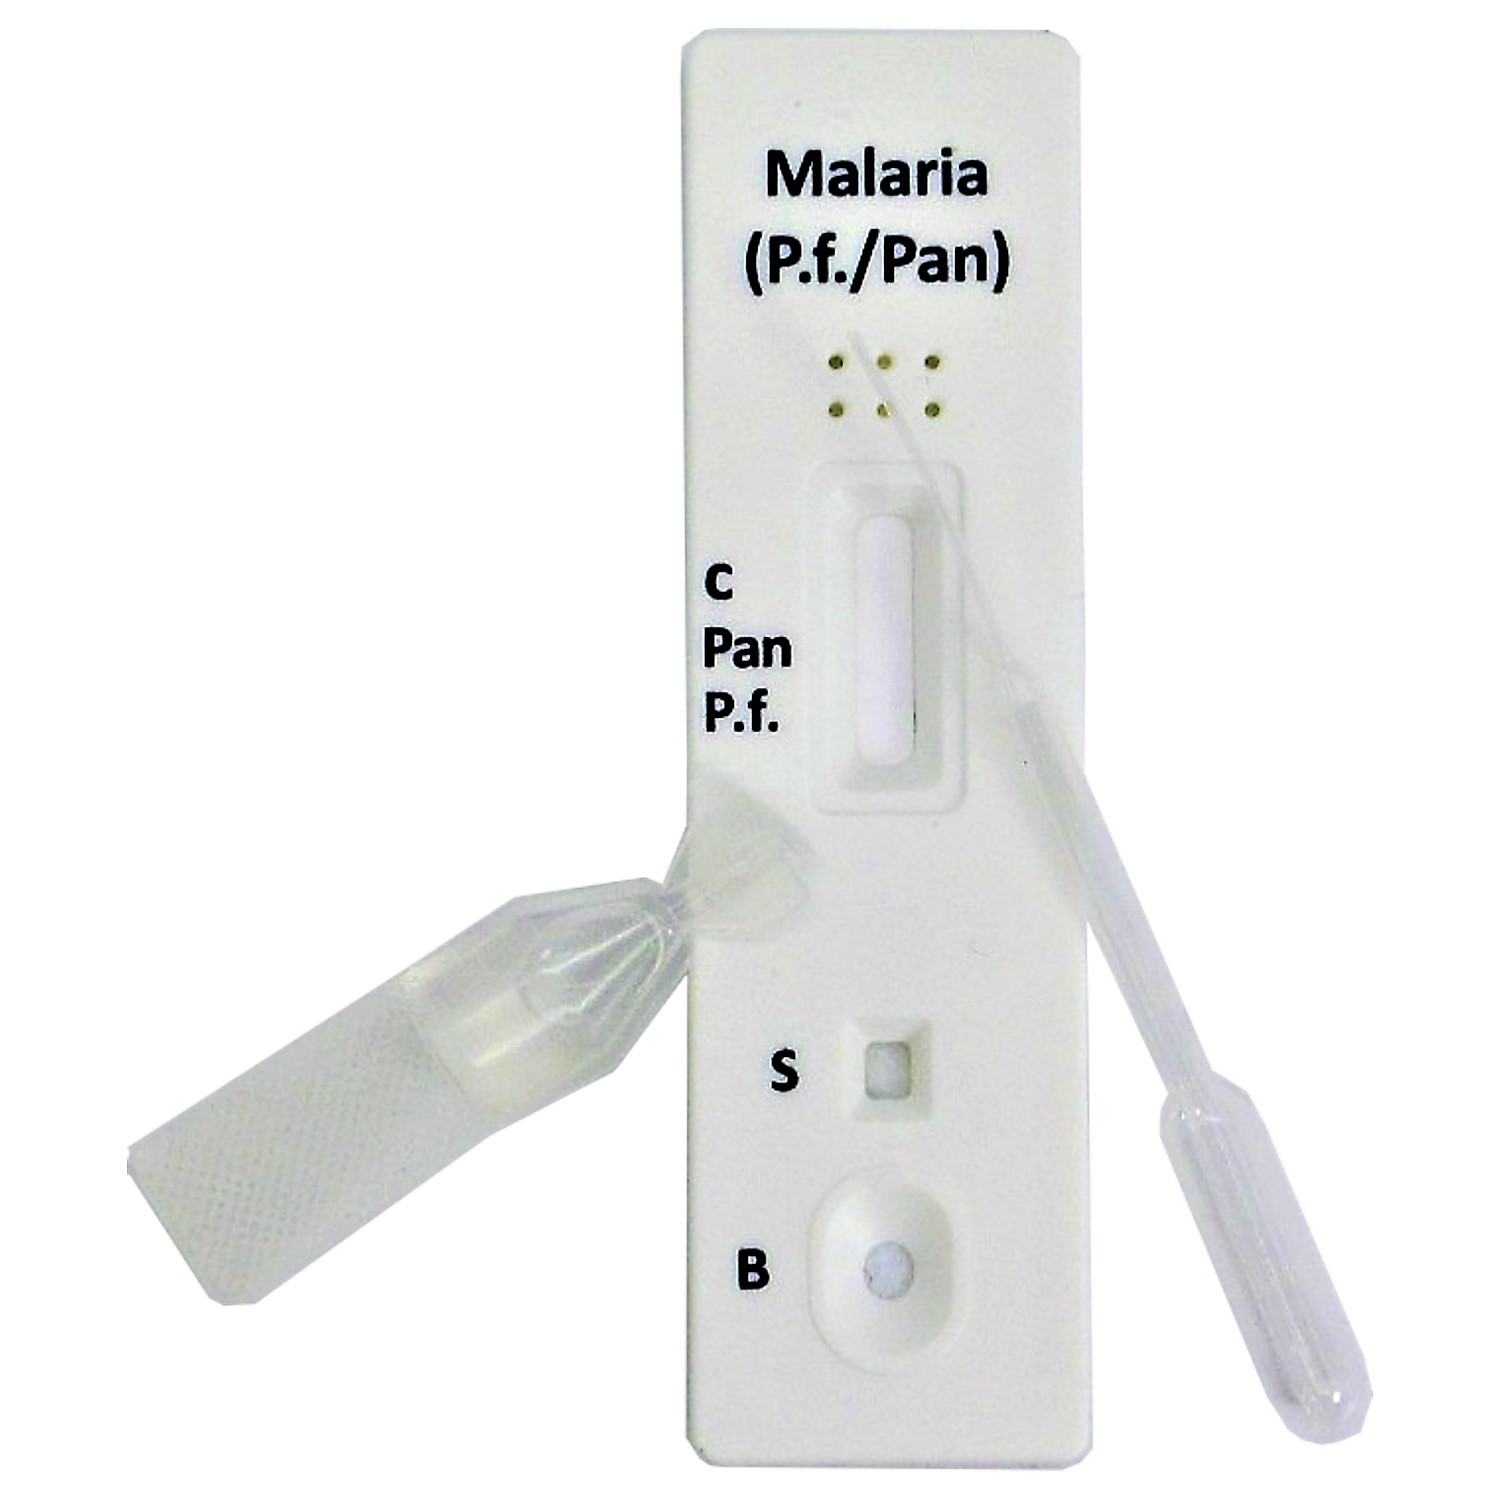 Malaria
(P.f./Pan)
C
Pan
P.f.
S
B